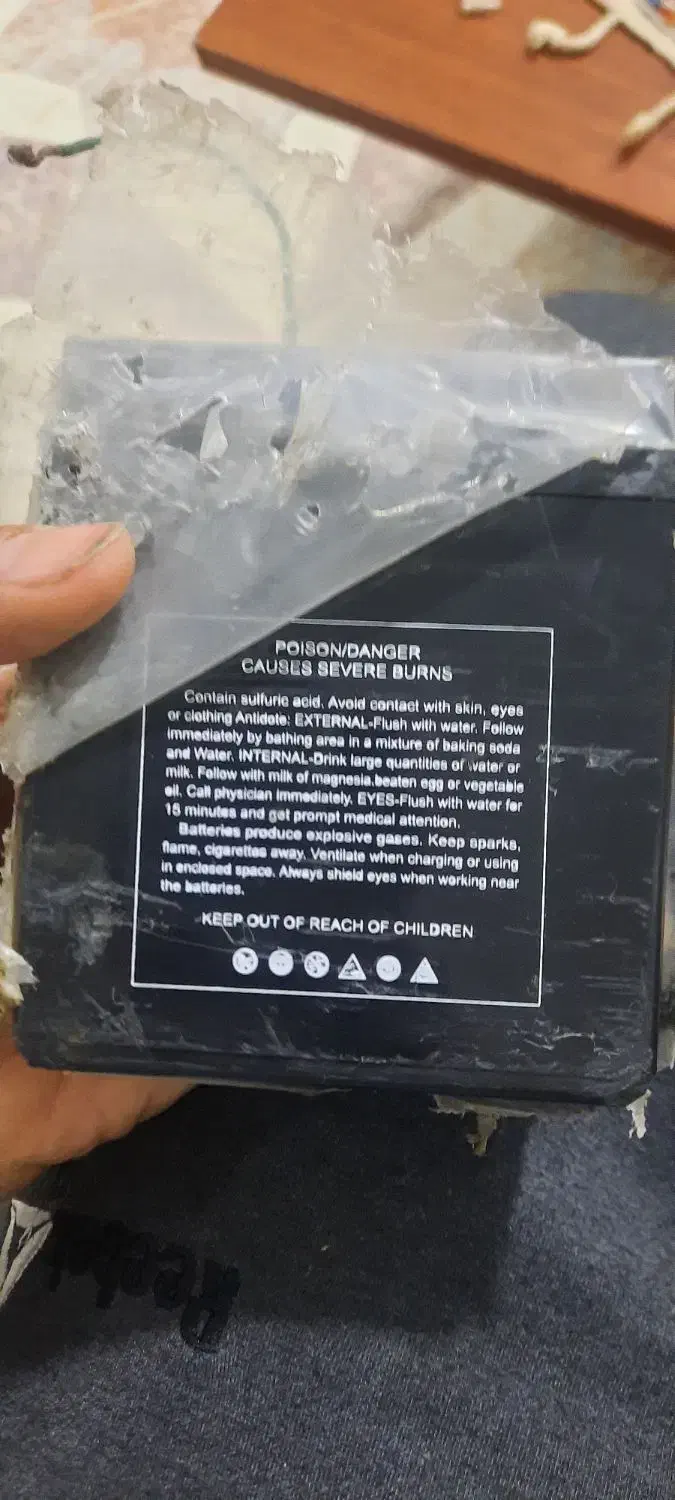 POISON/DANGER
CAUSES SEVERE BURNS
Contain sulfuric acid. Avoid contact with skin, eyes
or clothing Antidote: EXTERNAL-Flush with water. Follow
immediately by bathing area in a mixture of baking soda
and Water. INTERNAL-Drink large quantities of water or
milk. Follow with milk of magnesia.beaten egg or vegetable
oil. Call physician immediately. EYES-Flush with water for
15 minutes and get prompt medical attention.
Batteries produce explosive gases. Keep sparks,
flame, cigarettes away. Ventilate when charging or using
in enclosed space. Always shield eyes when working near
the batteries.
KEEP OUT OF REACH OF CHILDREN